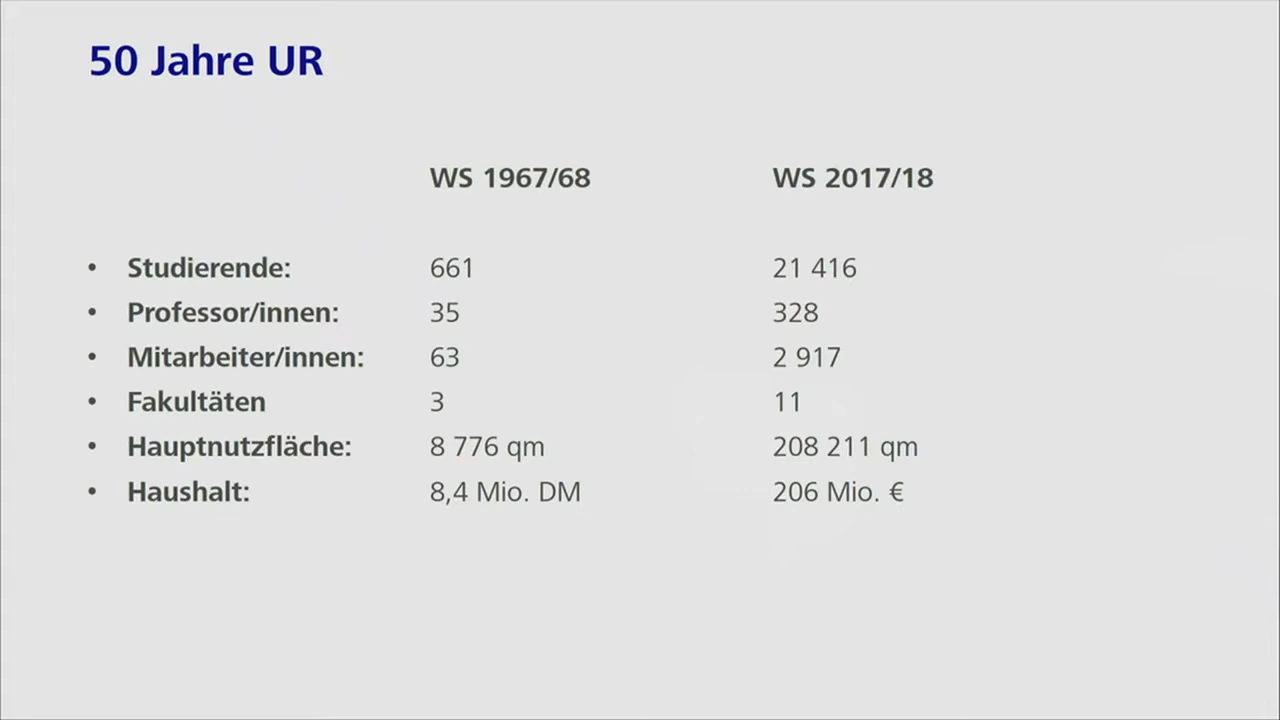 50 Jahre UR
WS 1967/68 WS 2017/18
• Studierende: 661 21 416
• Professor/innen: 35 328
• Mitarbeiter/innen: 63 2 917
• Fakultäten 3 11
• Hauptnutzfläche: 8 776 qm 208 211 qm
• Haushalt: 8,4 Mio. DM 206 Mio. €